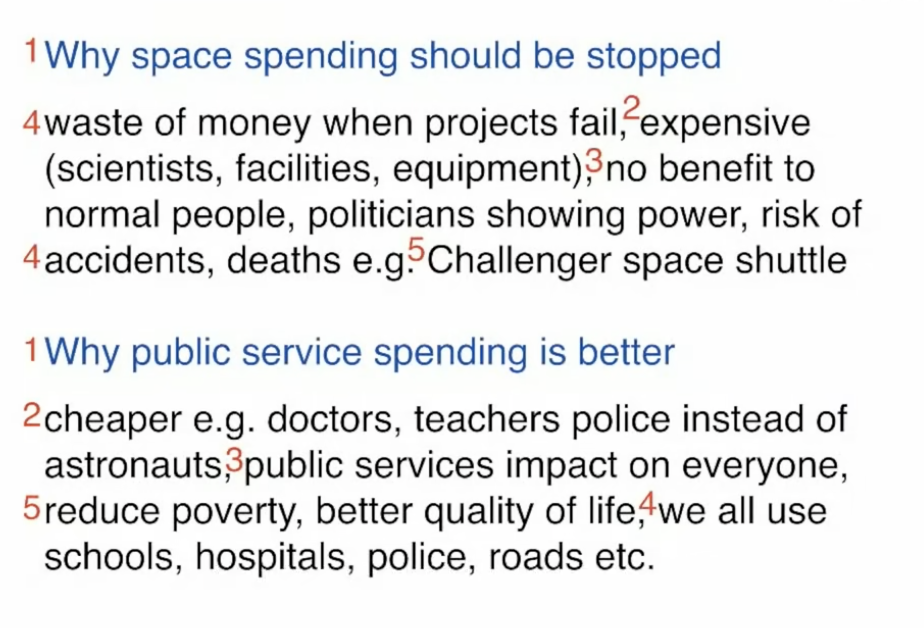 1 Why space spending should be stopped
4 waste of money when projects fail, 2 expensive
(scientists, facilities, equipment), 3 no benefit to
normal people, politicians showing power, risk of
4 accidents, deaths e.g. 5 Challenger space shuttle
1 Why public service spending is better
2 cheaper e.g. doctors, teachers police instead of
astronauts, 3 public services impact on everyone,
5 reduce poverty, better quality of life, 4 we all use
schools, hospitals, police, roads etc.